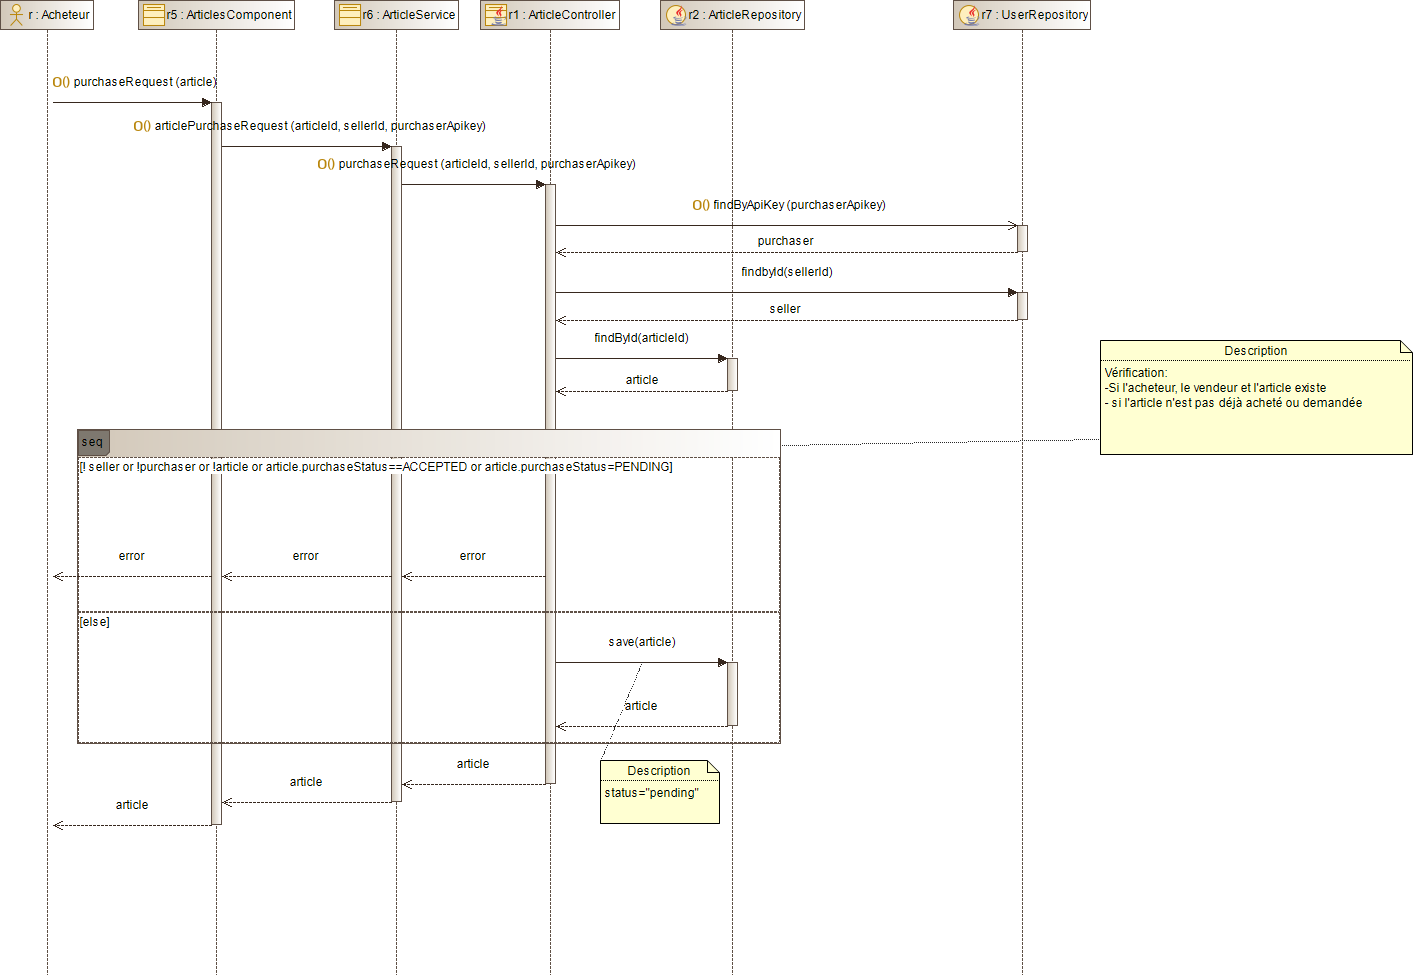 r : Acheteur
r5 : ArticlesComponent
r6 : ArticleService
r1 : ArticleController
r2 : ArticleRepository
r7 : UserRepository
O() purchaseRequest (article)
O() articlePurchaseRequest (articleId, sellerId, purchaserApikey)
O() purchaseRequest (articleId, sellerId, purchaserApikey)
O() findByApiKey (purchaserApikey)
purchaser
findbyId(sellerId)
seller
findById(articleId)
article
Description
Vérification:
-Si l'acheteur, le vendeur et l'article existe
- si l'article n'est pas déjà acheté ou demandée
seq
[! seller or !purchaser or !article or article.purchaseStatus==ACCEPTED or article.purchaseStatus=PENDING]
error
error
error
[else]
save(article)
article
article
Description
status="pending"
article
article